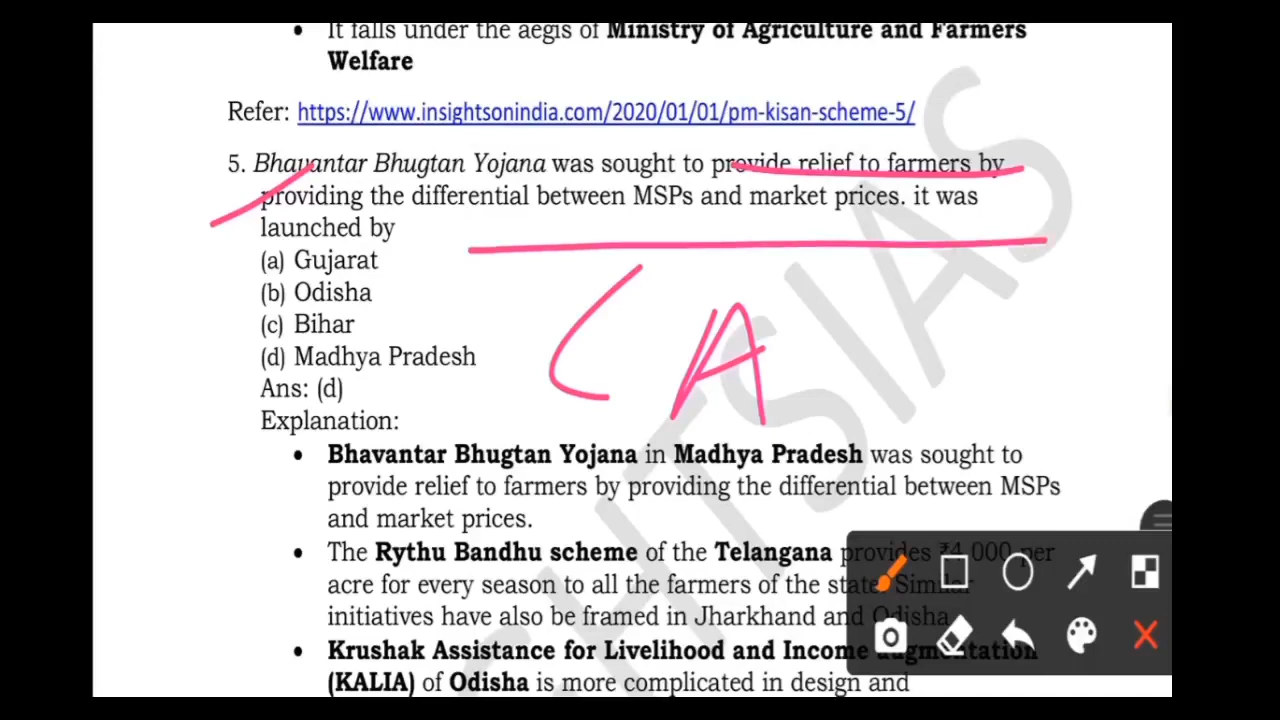 • It falls under the aegis of Ministry of Agriculture and Farmers
Welfare
Refer: https://www.insightsonindia.com/2020/01/01/pm-kisan-scheme-5/
5. Bhavantar Bhugtan Yojana was sought to provide relief to farmers by
providing the differential between MSPs and market prices. it was
launched by
(a) Gujarat
(b) Odisha
(c) Bihar
(d) Madhya Pradesh
Ans: (d)
Explanation:
• Bhavantar Bhugtan Yojana in Madhya Pradesh was sought to
provide relief to farmers by providing the differential between MSPs
and market prices.
• The Rythu Bandhu scheme of the Telangana provides ₹4,000 per
acre for every season to all the farmers of the state. Similar
initiatives have also be framed in Jharkhand and Odisha
• Krushak Assistance for Livelihood and Income augmentation
(KALIA) of Odisha is more complicated in design and
A
GHTSIAS